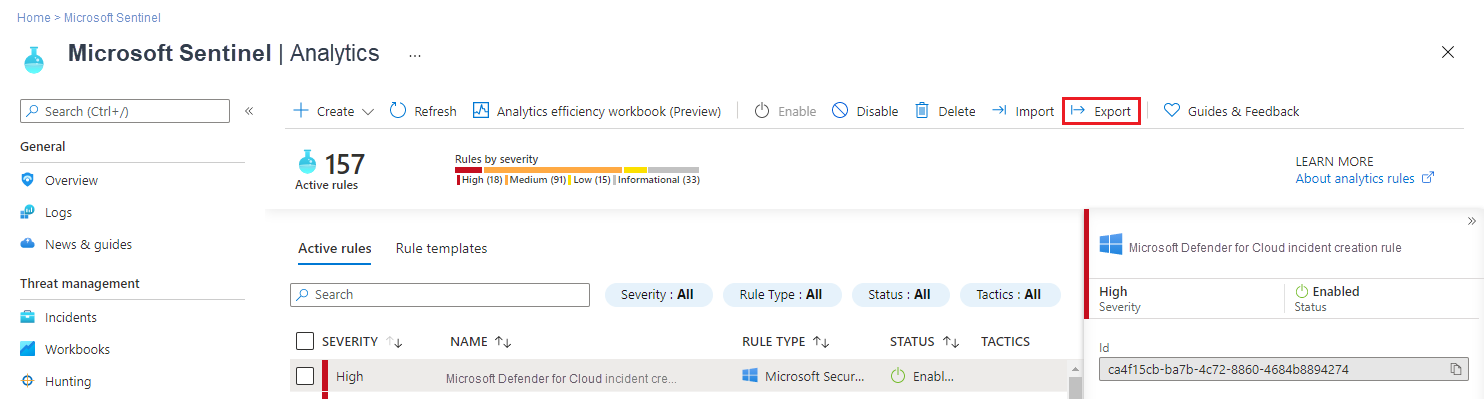 Home > Microsoft Sentinel
Microsoft Sentinel | Analytics ...
Search (Ctrl+/) «
Create Refresh Analytics efficiency workbook (Preview) Enable Disable Delete Import Export Guides & Feedback
General
Overview
Logs
News & guides
Threat management
Incidents
Workbooks
Hunting
157
Active rules
Rules by severity
High (18) Medium (91) Low (15) Informational (33)
LEARN MORE
About analytics rules
Active rules Rule templates
Search Severity : All Rule Type : All Status : All Tactics : All
SEVERITY NAME RULE TYPE STATUS TACTICS
High Microsoft Defender for Cloud incident cre... Microsoft Secur... Enabl...
»
Microsoft Defender for Cloud incident creation rule
High Enabled
Severity Status
Id
ca4f15cb-ba7b-4c72-8860-4684b8894274